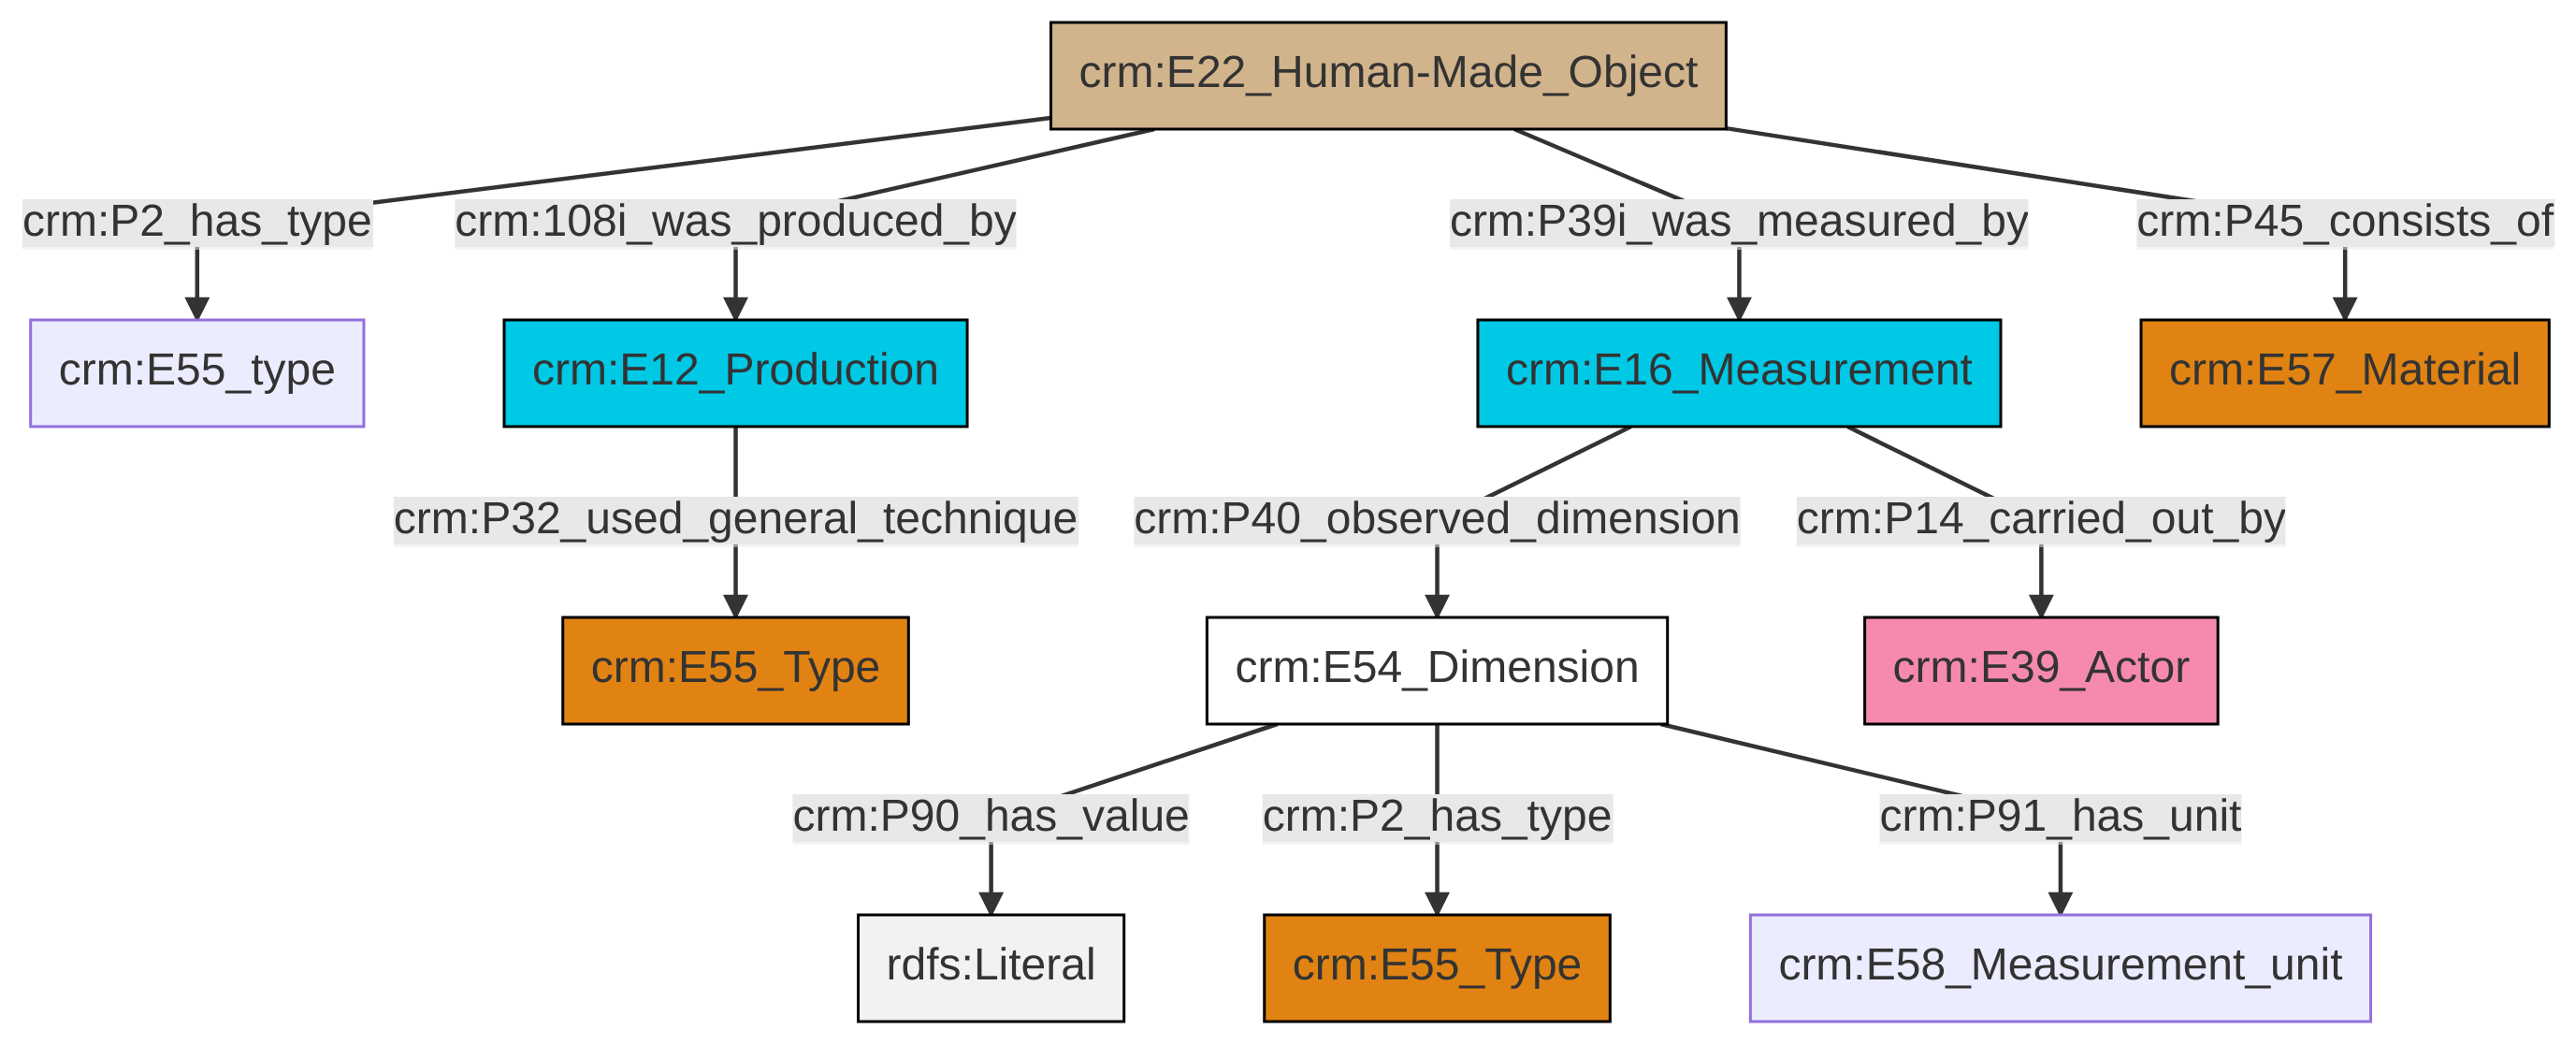 crm:E22_Human-Made_Object
crm:P2_has_type
crm:108i_was_produced_by
crm:P39i_was_measured_by
crm:P45_consists_of
crm:E55_type
crm:E12_Production
crm:E16_Measurement
crm:E57_Material
crm:P32_used_general_technique
crm:P40_observed_dimension
crm:P14_carried_out_by
crm:E55_Type
crm:E54_Dimension
crm:E39_Actor
crm:P90_has_value
crm:P2_has_type
crm:P91_has_unit
rdfs:Literal
crm:E55_Type
crm:E58_Measurement_unit